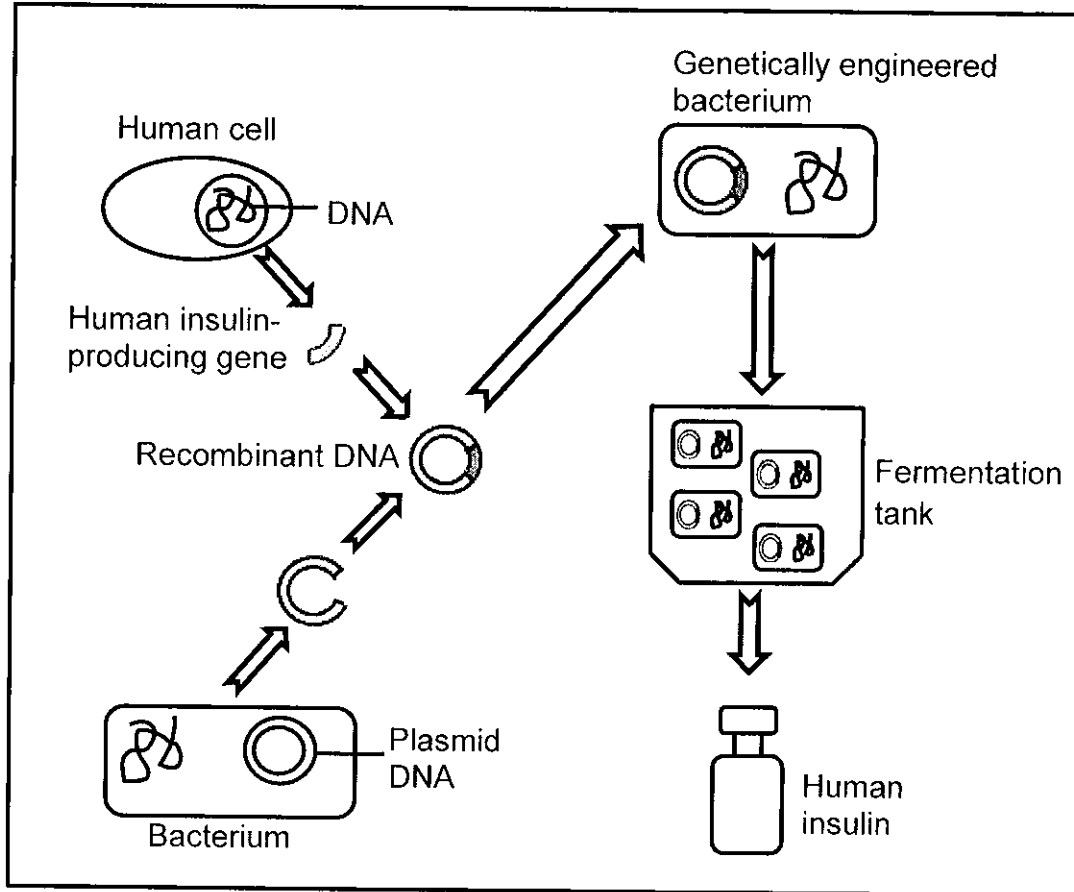 Human cell
DNA
Human insulin-
producing gene
Recombinant DNA
Plasmid
DNA
Bacterium
Genetically engineered
bacterium
Fermentation
tank
Human
insulin